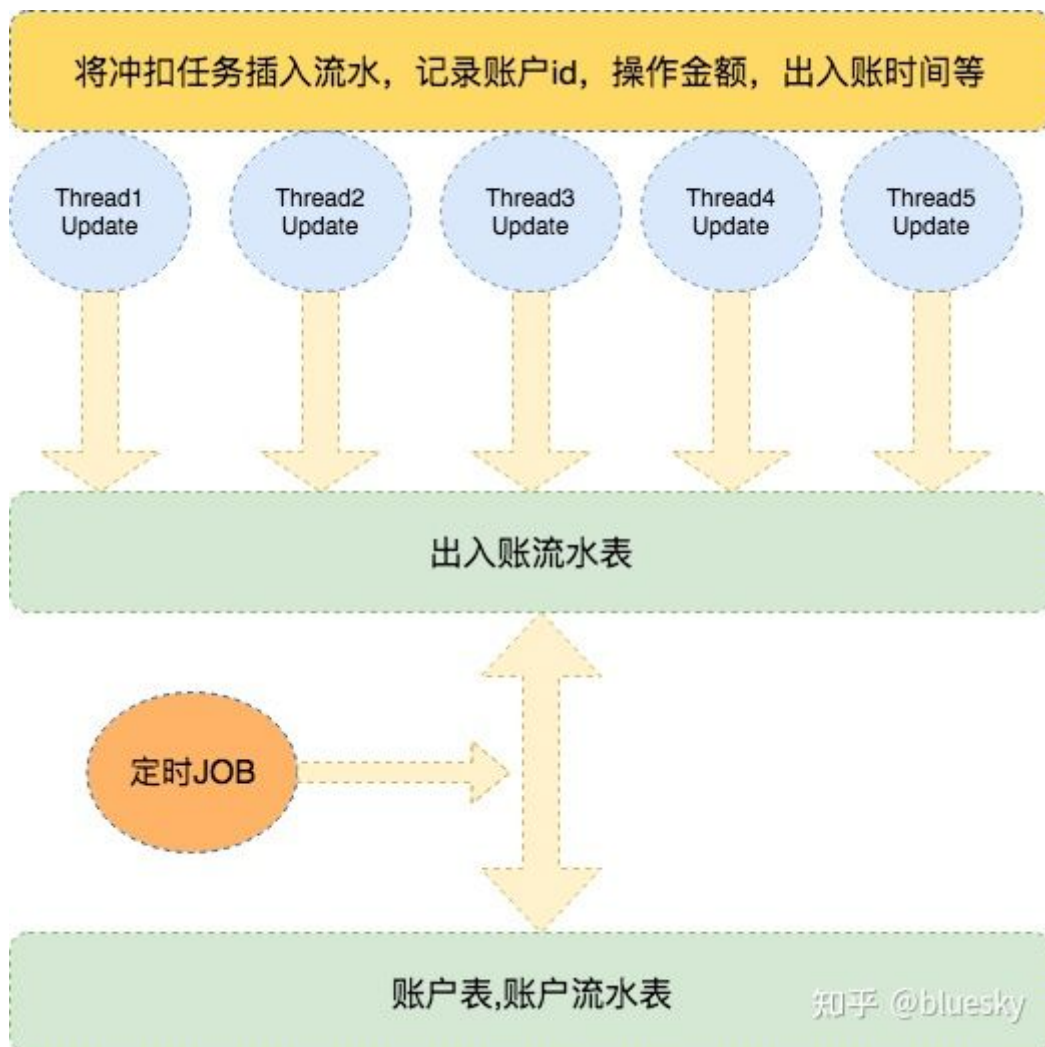 将冲扣任务插入流水，记录账户id，操作金额，出入账时间等
Thread1
Update
Thread2
Update
Thread3
Update
Thread4
Update
Thread5
Update
出入账流水表
定时JOB
账户表,账户流水表
知乎 @bluesky